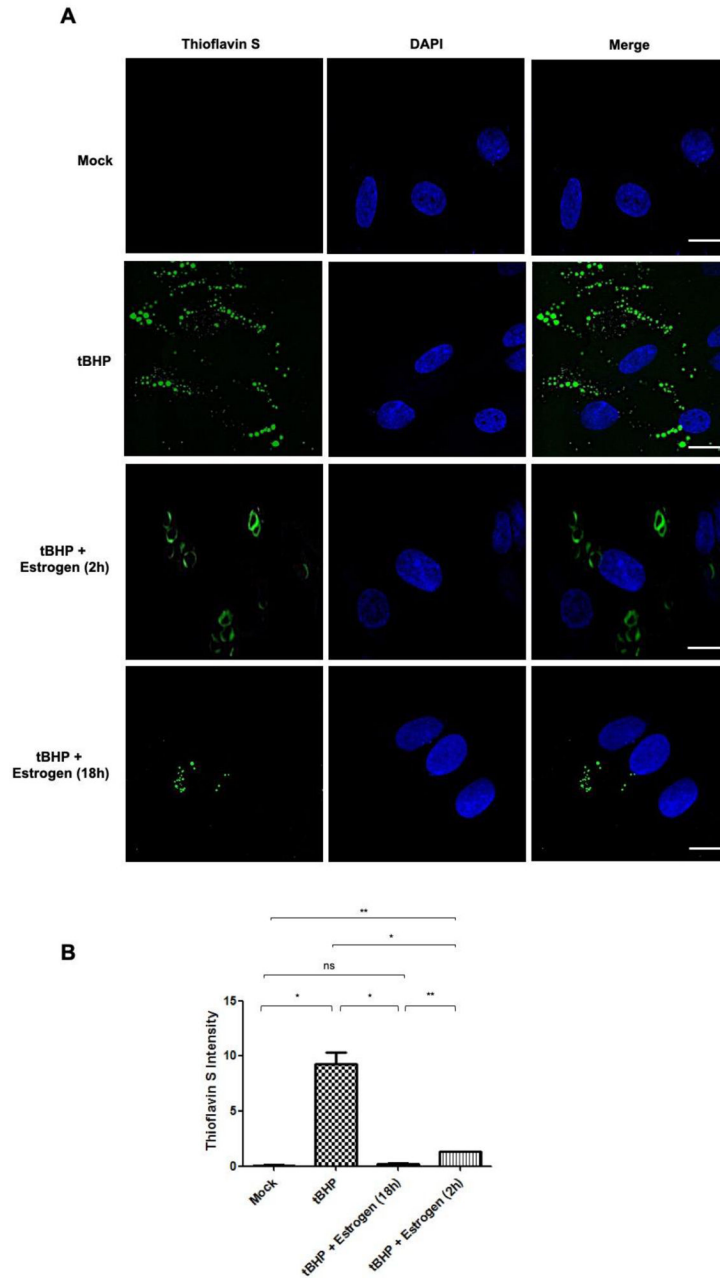 A
Thioflavin S DAPI Merge
Mock
tBHP
tBHP +
Estrogen (2h)
tBHP +
Estrogen (18h)
B
**
*
ns
* * **
Thioflavin S Intensity
15
10
5
0
Mock
tBHP
tBHP + Estrogen (18h)
tBHP + Estrogen (2h)